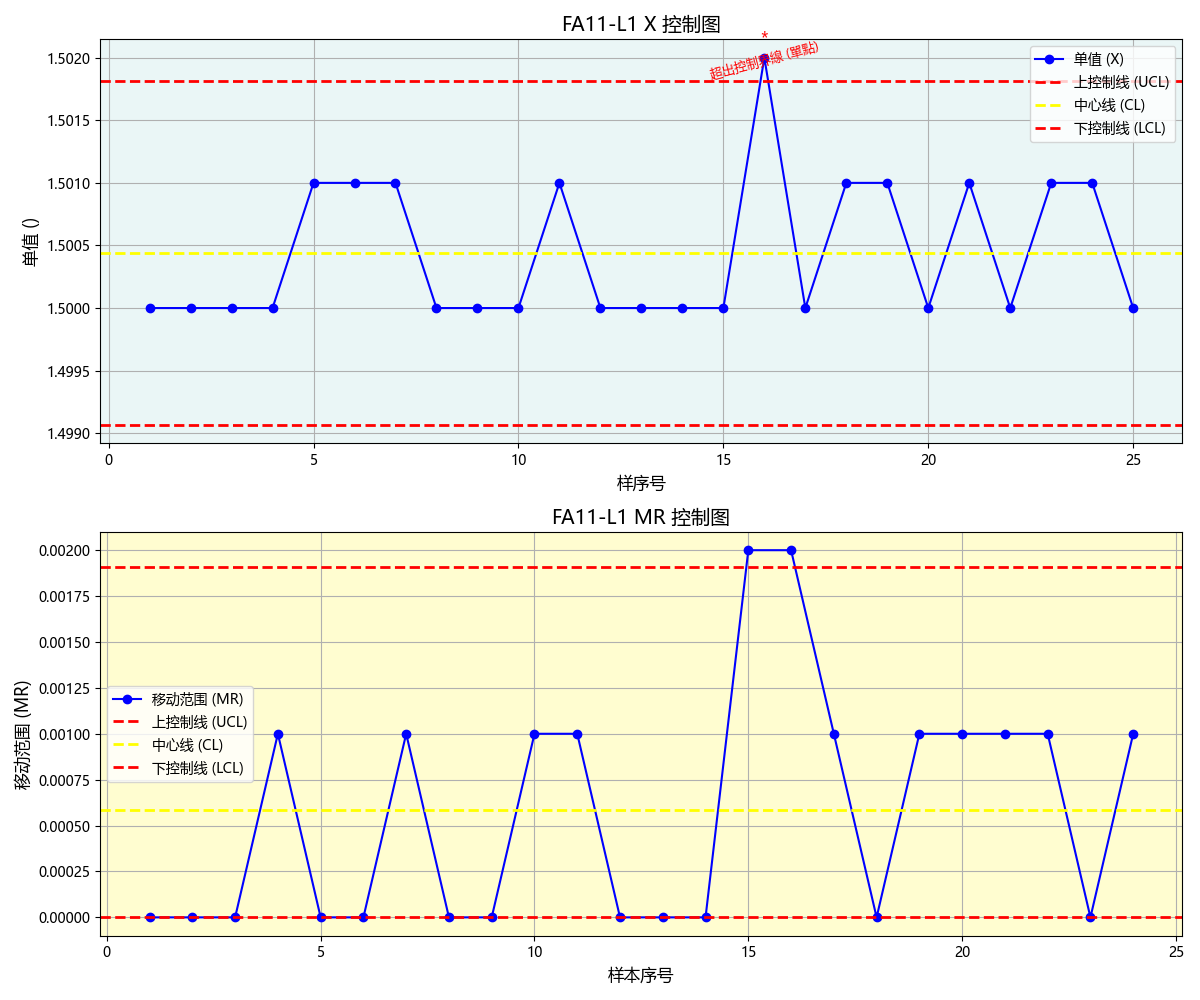 FA11-L1 X 控制图
*
超出控制界線 (單點)
单值 (X)
上控制线 (UCL)
中心线 (CL)
下控制线 (LCL)
1.5020
1.5015
1.5010
1.5005
1.5000
1.4995
1.4990
单值 ()
0 5 10 15 20 25
样序号
FA11-L1 MR 控制图
0.00200
0.00175
0.00150
0.00125
0.00100
0.00075
0.00050
0.00025
0.00000
移动范围 (MR)
移动范围 (MR)
上控制线 (UCL)
中心线 (CL)
下控制线 (LCL)
0 5 10 15 20 25
样本序号